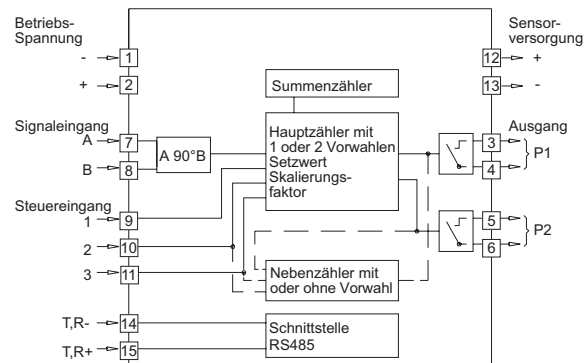 Betriebs-
Spannung
- 1
+ 2
Sensor-
versorgung
12 +
13 -
Summenzähler
Signaleingang
A 7
B 8
A 90°B
Hauptzähler mit
1 oder 2 Vorwahlen
Setzwert
Skalierungs-
faktor
Ausgang
3
4
P1
5
6
P2
Steuereingang
1 9
2 10
3 11
Nebenzähler mit
oder ohne Vorwahl
T,R- 14
T,R+ 15
Schnittstelle
RS485